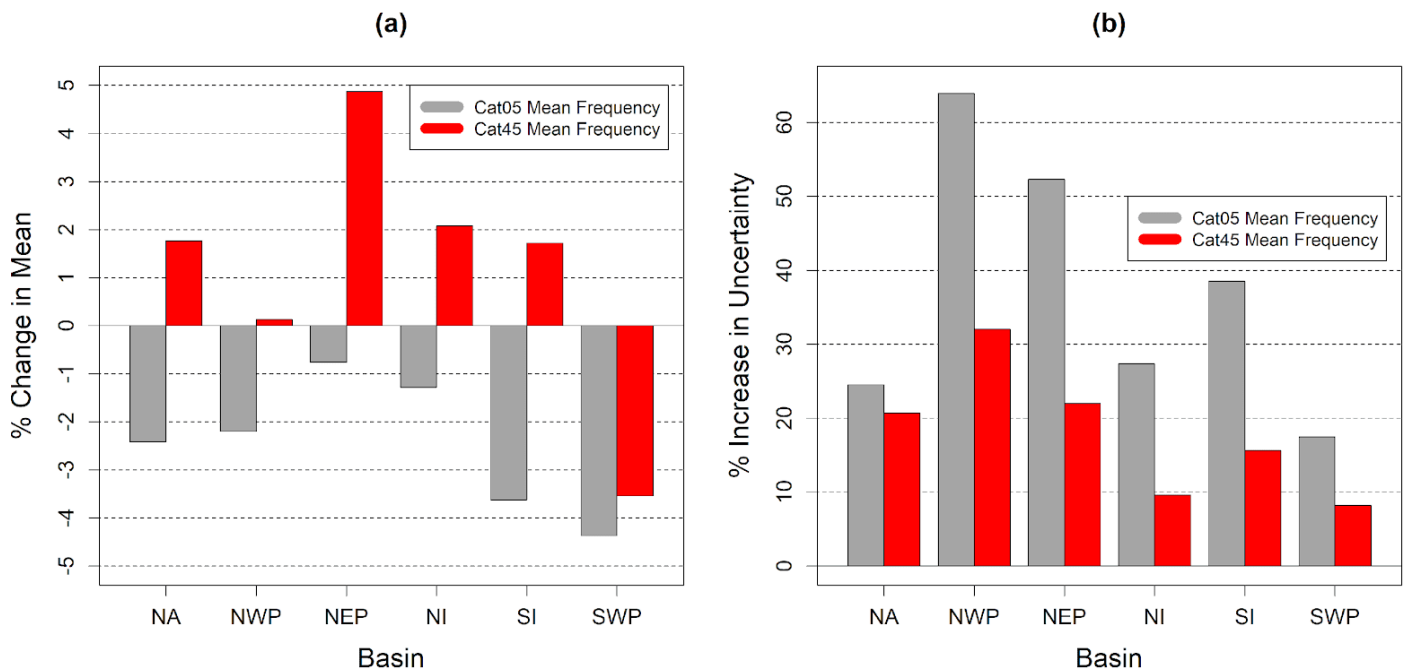 (a)
% Change in Mean
5
4
3
2
1
0
-1
-2
-3
-4
-5
Cat05 Mean Frequency
Cat45 Mean Frequency
NA NWP NEP NI SI SWP
Basin
(b)
% Increase in Uncertainty
60
50
40
30
20
10
0
Cat05 Mean Frequency
Cat45 Mean Frequency
NA NWP NEP NI SI SWP
Basin